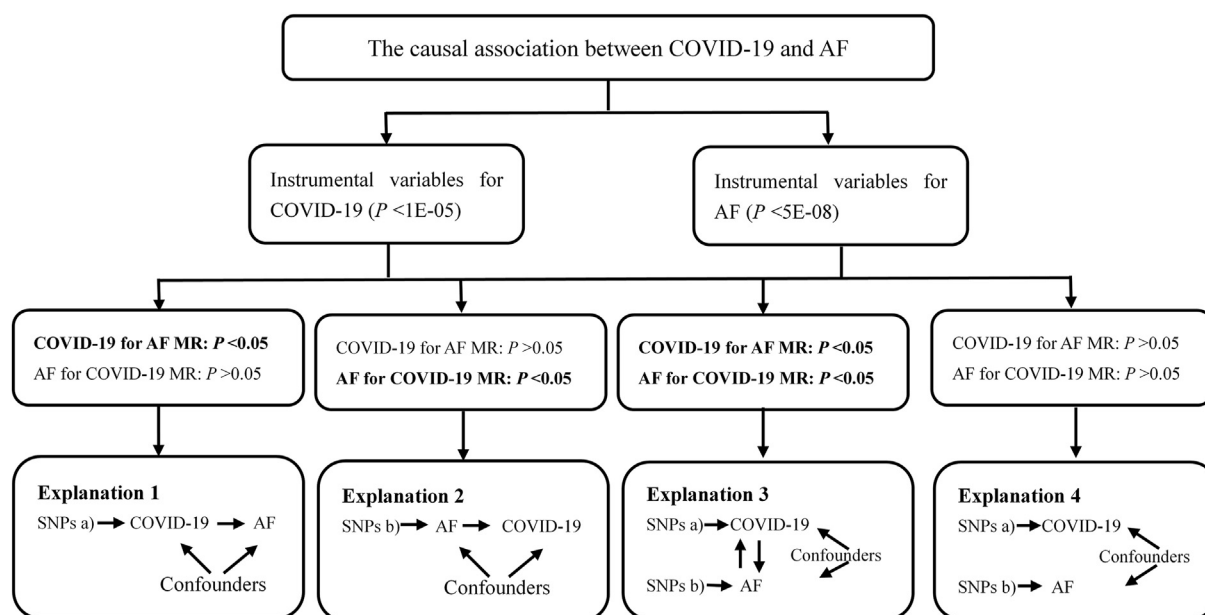 The causal association between COVID-19 and AF
Instrumental variables for
COVID-19 (P <1E-05)
Instrumental variables for
AF (P <5E-08)
COVID-19 for AF MR: P <0.05
AF for COVID-19 MR: P >0.05
COVID-19 for AF MR: P >0.05
AF for COVID-19 MR: P <0.05
COVID-19 for AF MR: P <0.05
AF for COVID-19 MR: P <0.05
COVID-19 for AF MR: P >0.05
AF for COVID-19 MR: P >0.05
Explanation 1
SNPs a) COVID-19 AF
Confounders
Explanation 2
SNPs b) AF COVID-19
Confounders
Explanation 3
SNPs a) COVID-19
Confounders
SNPs b) AF
Explanation 4
SNPs a) COVID-19
Confounders
SNPs b) AF